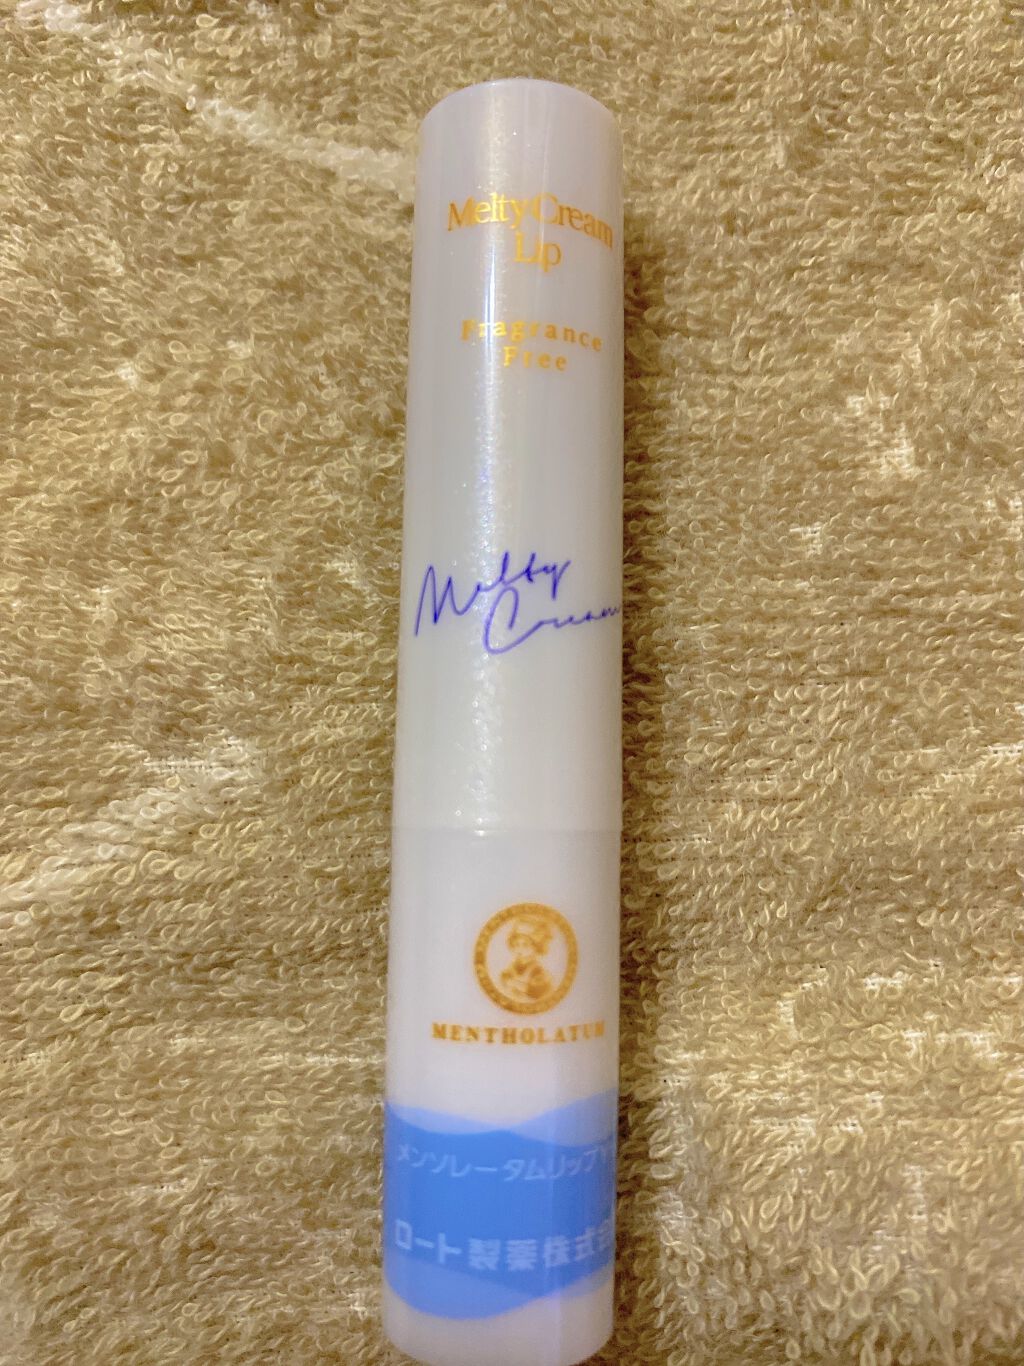 Melty Cream
Lip
Fragrance
Free
Melty
Cream
MENTHOLATUM
メンソレータムリップ
ロート製薬株式会